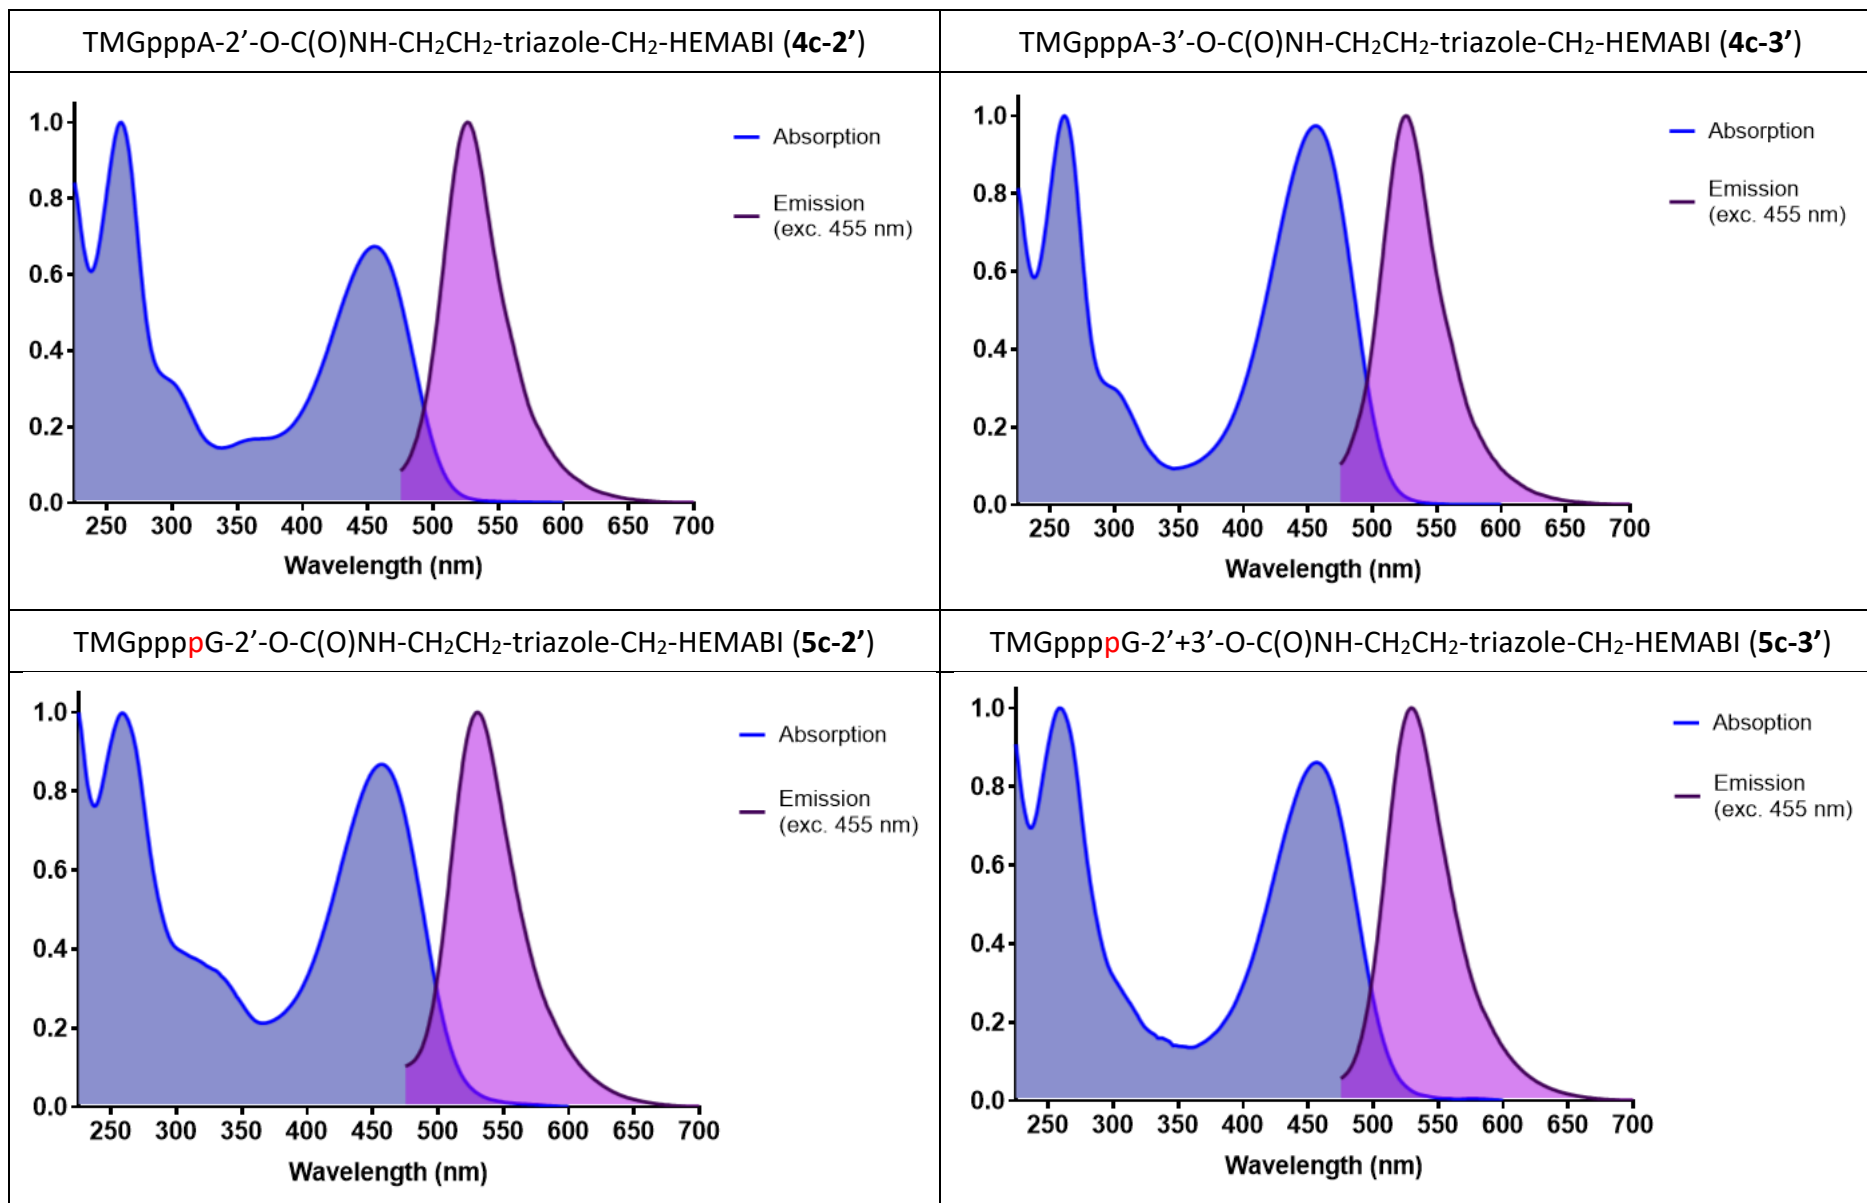 TMGpppA-2’-O-C(O)NH-CH₂CH₂-triazole-CH₂-HEMABI (4c-2’)
TMGpppA-3’-O-C(O)NH-CH₂CH₂-triazole-CH₂-HEMABI (4c-3’)
1.0
0.8
0.6
0.4
0.2
0.0
250 300 350 400 450 500 550 600 650 700
Wavelength (nm)
Absorption
Emission
(exc. 455 nm)
1.0
0.8
0.6
0.4
0.2
0.0
250 300 350 400 450 500 550 600 650 700
Wavelength (nm)
Absorption
Emission
(exc. 455 nm)
TMGppppG-2’-O-C(O)NH-CH₂CH₂-triazole-CH₂-HEMABI (5c-2’)
TMGppppG-2’+3’-O-C(O)NH-CH₂CH₂-triazole-CH₂-HEMABI (5c-3’)
1.0
0.8
0.6
0.4
0.2
0.0
250 300 350 400 450 500 550 600 650 700
Wavelength (nm)
Absorption
Emission
(exc. 455 nm)
1.0
0.8
0.6
0.4
0.2
0.0
250 300 350 400 450 500 550 600 650 700
Wavelength (nm)
Absoption
Emission
(exc. 455 nm)